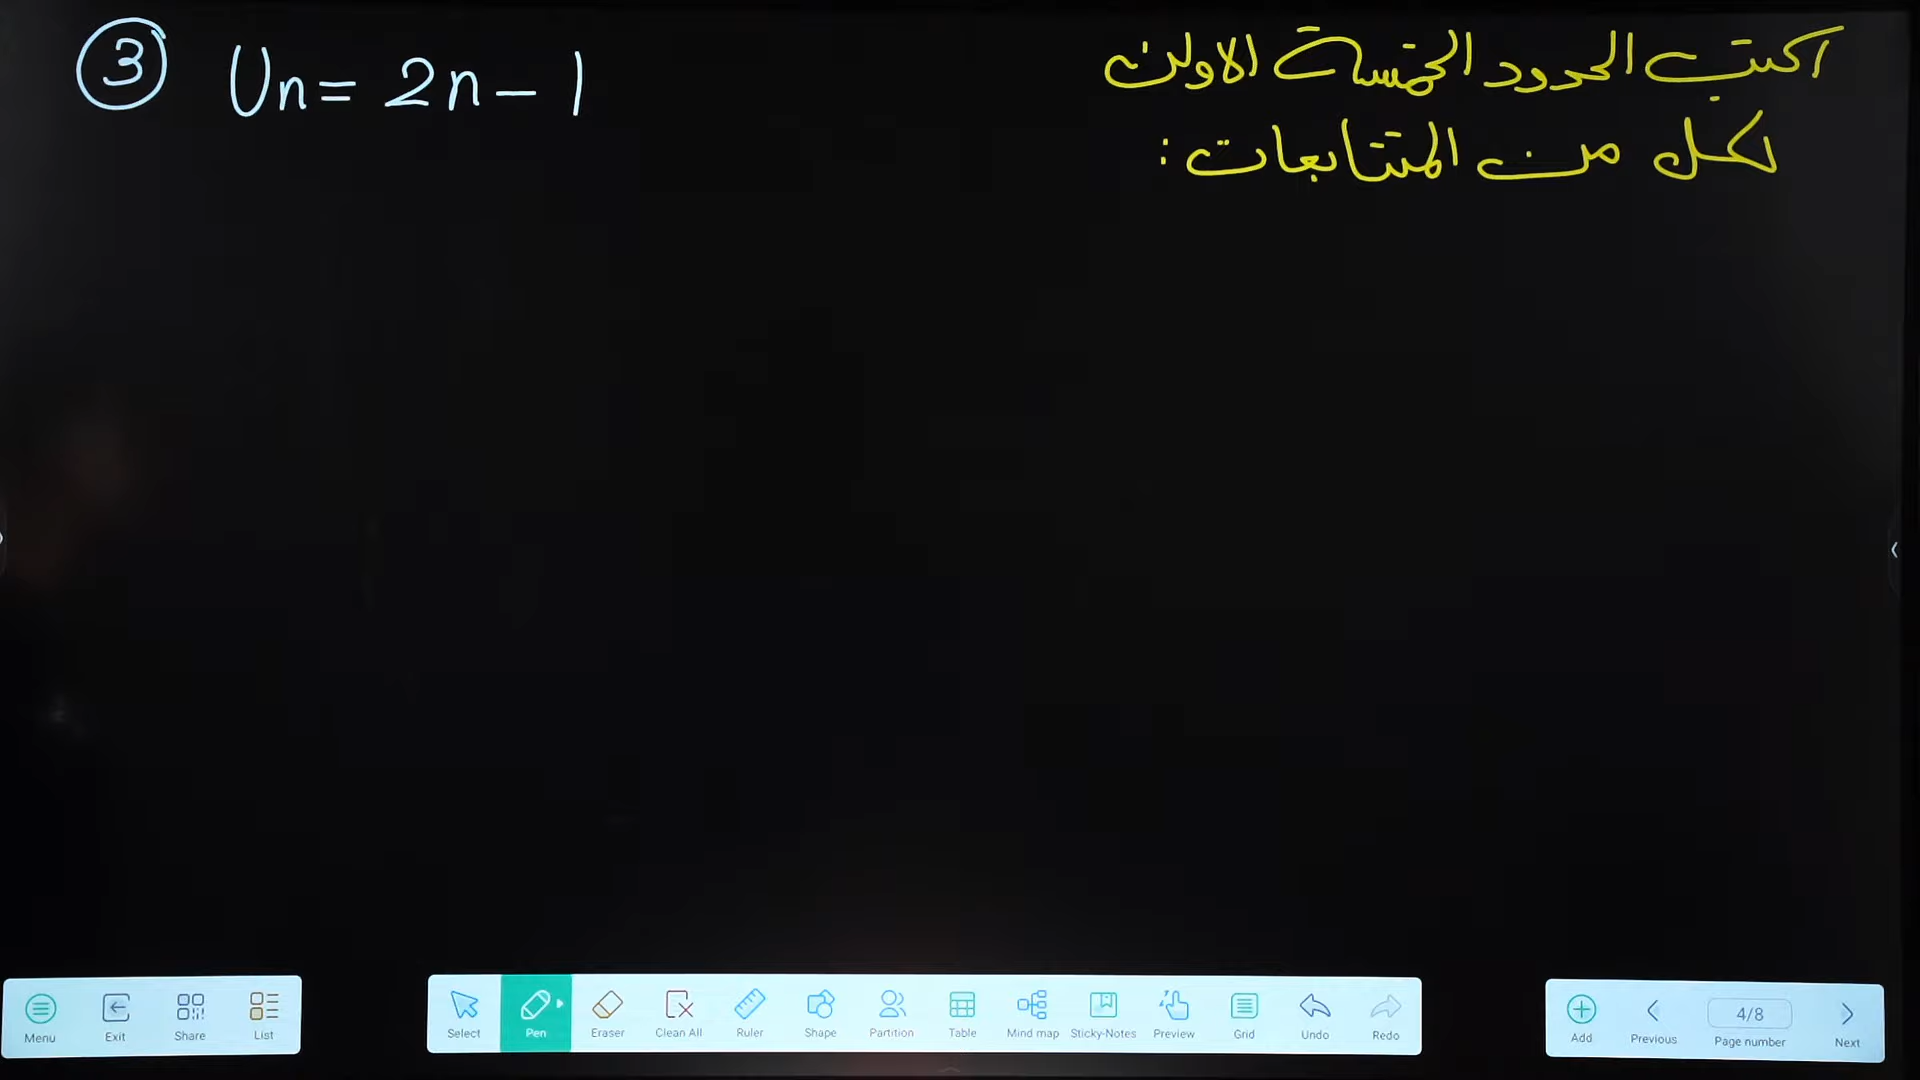 ③ Un = 2n - 1
اكتب الحدود الخمسة الاولى
لكل من المتتابعات :
Menu
Exit
Share
List
Select
Pen
Eraser
Clean All
Ruler
Shape
Partition
Table
Mind map
Sticky-Notes
Preview
Grid
Undo
Redo
Add
Previous
4/8
Page number
Next